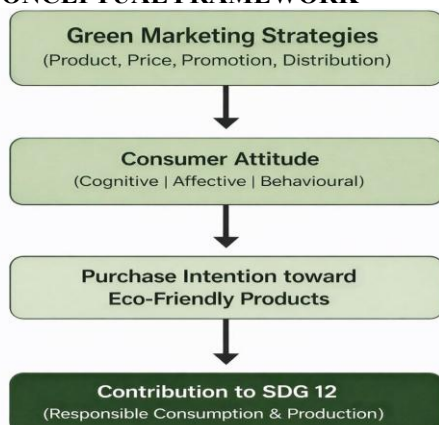 ONCEPTUAL FRAMEWORK
Green Marketing Strategies
(Product, Price, Promotion, Distribution)
Consumer Attitude
(Cognitive | Affective | Behavioural)
Purchase Intention toward
Eco-Friendly Products
Contribution to SDG 12
(Responsible Consumption & Production)